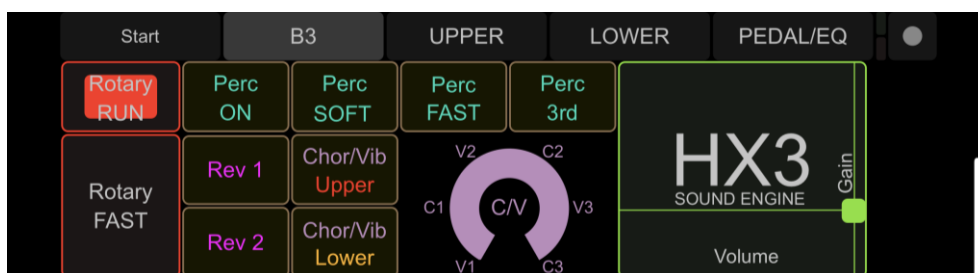 Start
B3
UPPER
LOWER
PEDAL/EQ
Rotary
RUN
Perc
ON
Perc
SOFT
Perc
FAST
Perc
3rd
Rotary
FAST
Rev 1
Chor/Vib
Upper
Rev 2
Chor/Vib
Lower
V2
C2
C1
C/V
V3
V1
C3
HX3
SOUND ENGINE
Gain
Volume